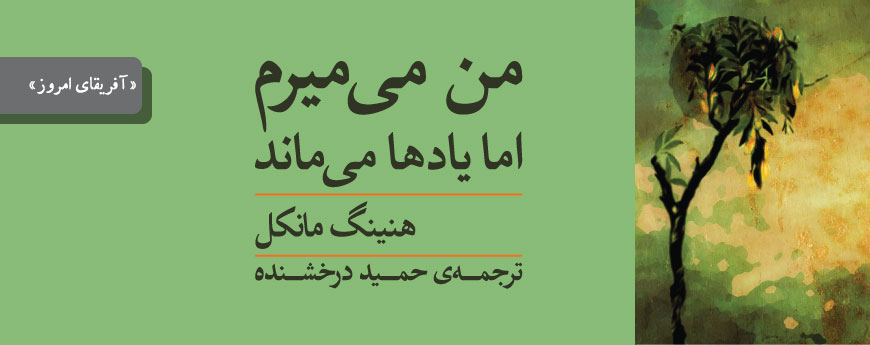 من می‌میرم
اما یادها می‌ماند
هنینگ مانکل
ترجمه‌ی حمید درخشنده
«آفریقای امروز»